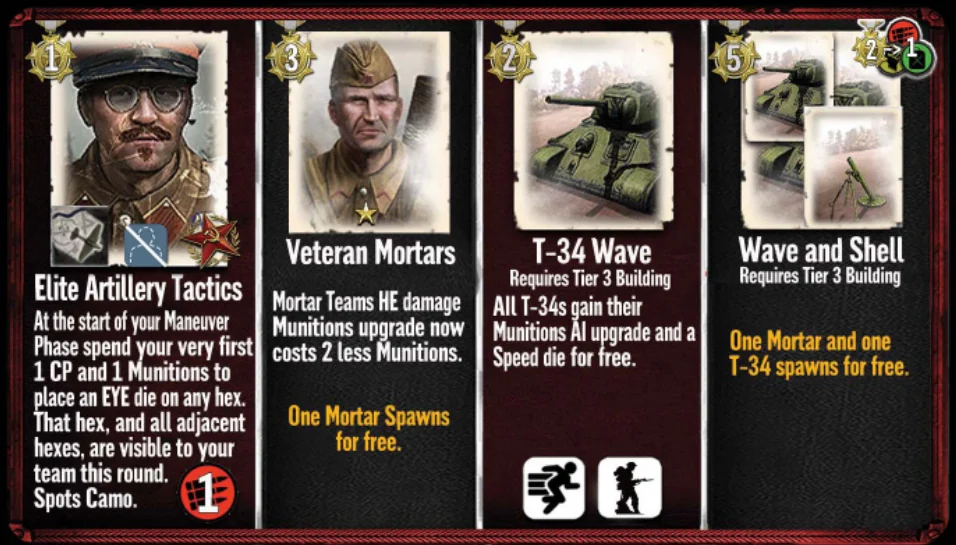 1
Elite Artillery Tactics
At the start of your Maneuver
Phase spend your very first
1 CP and 1 Munitions to
place an EYE die on any hex.
That hex, and all adjacent
hexes, are visible to your
team this round.
Spots Camo.
1
3
Veteran Mortars
Mortar Teams HE damage
Munitions upgrade now
costs 2 less Munitions.
One Mortar Spawns
for free.
2
T-34 Wave
Requires Tier 3 Building
All T-34s gain their
Munitions AI upgrade and a
Speed die for free.
5
2->1
Wave and Shell
Requires Tier 3 Building
One Mortar and one
T-34 spawns for free.